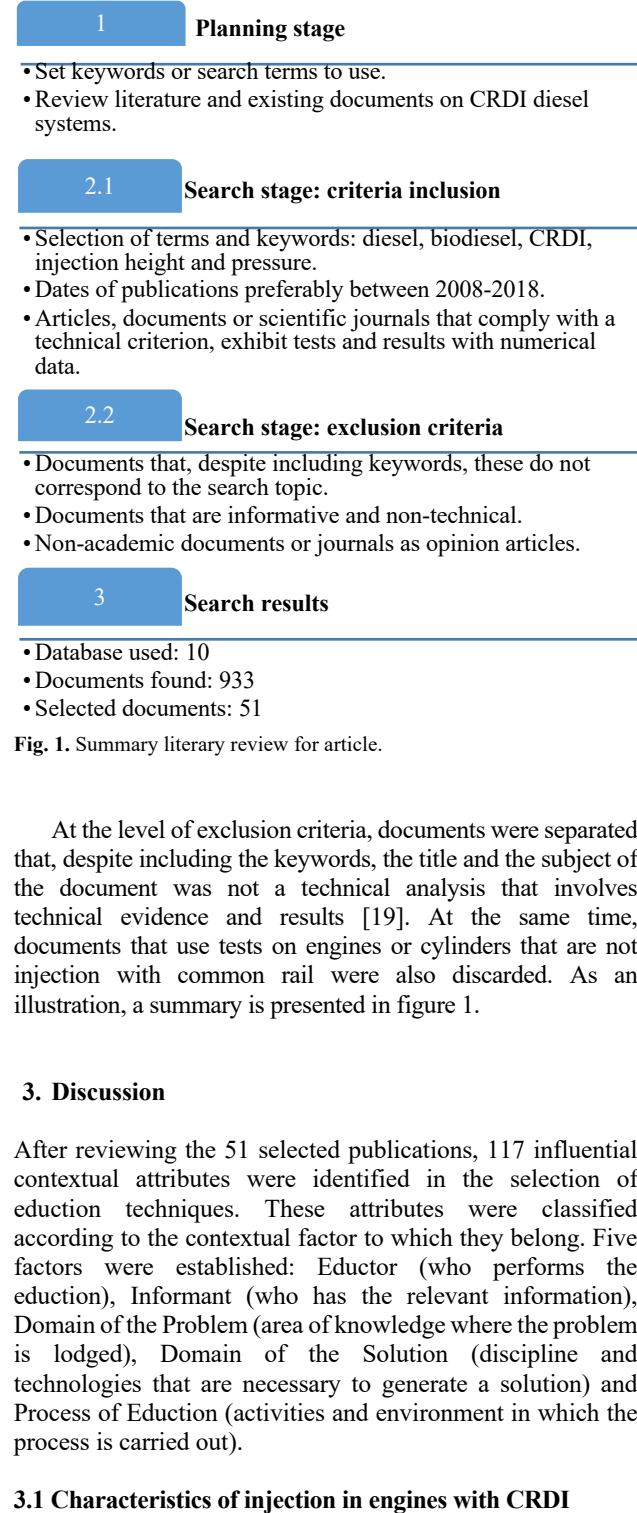 1
Planning stage
• Set keywords or search terms to use.
• Review literature and existing documents on CRDI diesel
systems.
2.1
Search stage: criteria inclusion
• Selection of terms and keywords: diesel, biodiesel, CRDI,
injection height and pressure.
• Dates of publications preferably between 2008-2018.
• Articles, documents or scientific journals that comply with a
technical criterion, exhibit tests and results with numerical
data.
2.2
Search stage: exclusion criteria
• Documents that, despite including keywords, these do not
correspond to the search topic.
• Documents that are informative and non-technical.
• Non-academic documents or journals as opinion articles.
3
Search results
• Database used: 10
• Documents found: 933
• Selected documents: 51
Fig. 1. Summary literary review for article.
At the level of exclusion criteria, documents were separated
that, despite including the keywords, the title and the subject of
the document was not a technical analysis that involves
technical evidence and results [19]. At the same time,
documents that use tests on engines or cylinders that are not
injection with common rail were also discarded. As an
illustration, a summary is presented in figure 1.
3. Discussion
After reviewing the 51 selected publications, 117 influential
contextual attributes were identified in the selection of
eduction techniques. These attributes were classified
according to the contextual factor to which they belong. Five
factors were established: Eductor (who performs the
eduction), Informant (who has the relevant information),
Domain of the Problem (area of knowledge where the problem
is lodged), Domain of the Solution (discipline and
technologies that are necessary to generate a solution) and
Process of Eduction (activities and environment in which the
process is carried out).
3.1 Characteristics of injection in engines with CRDI